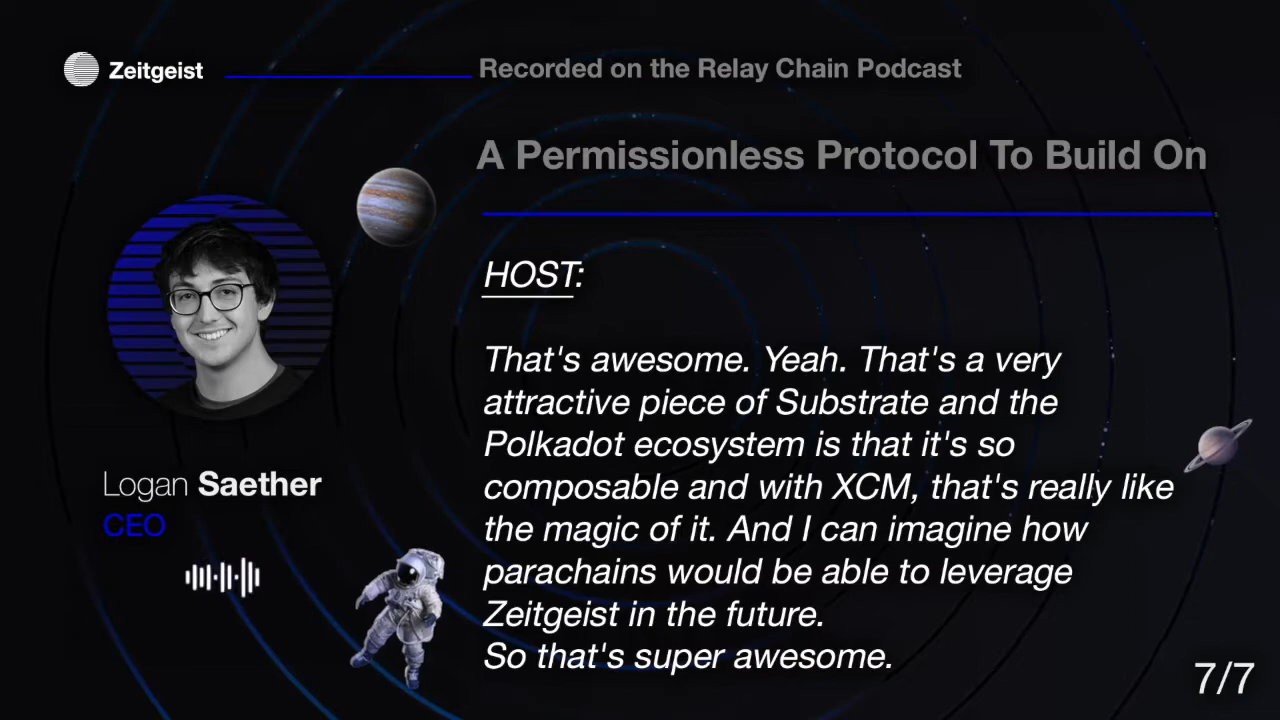 Zeitgeist
Recorded on the Relay Chain Podcast
A Permissionless Protocol To Build On
Logan Saether
CEO
HOST:
That's awesome. Yeah. That's a very
attractive piece of Substrate and the
Polkadot ecosystem is that it's so
composable and with XCM, that's really like
the magic of it. And I can imagine how
parachains would be able to leverage
Zeitgeist in the future.
So that's super awesome.
7/7